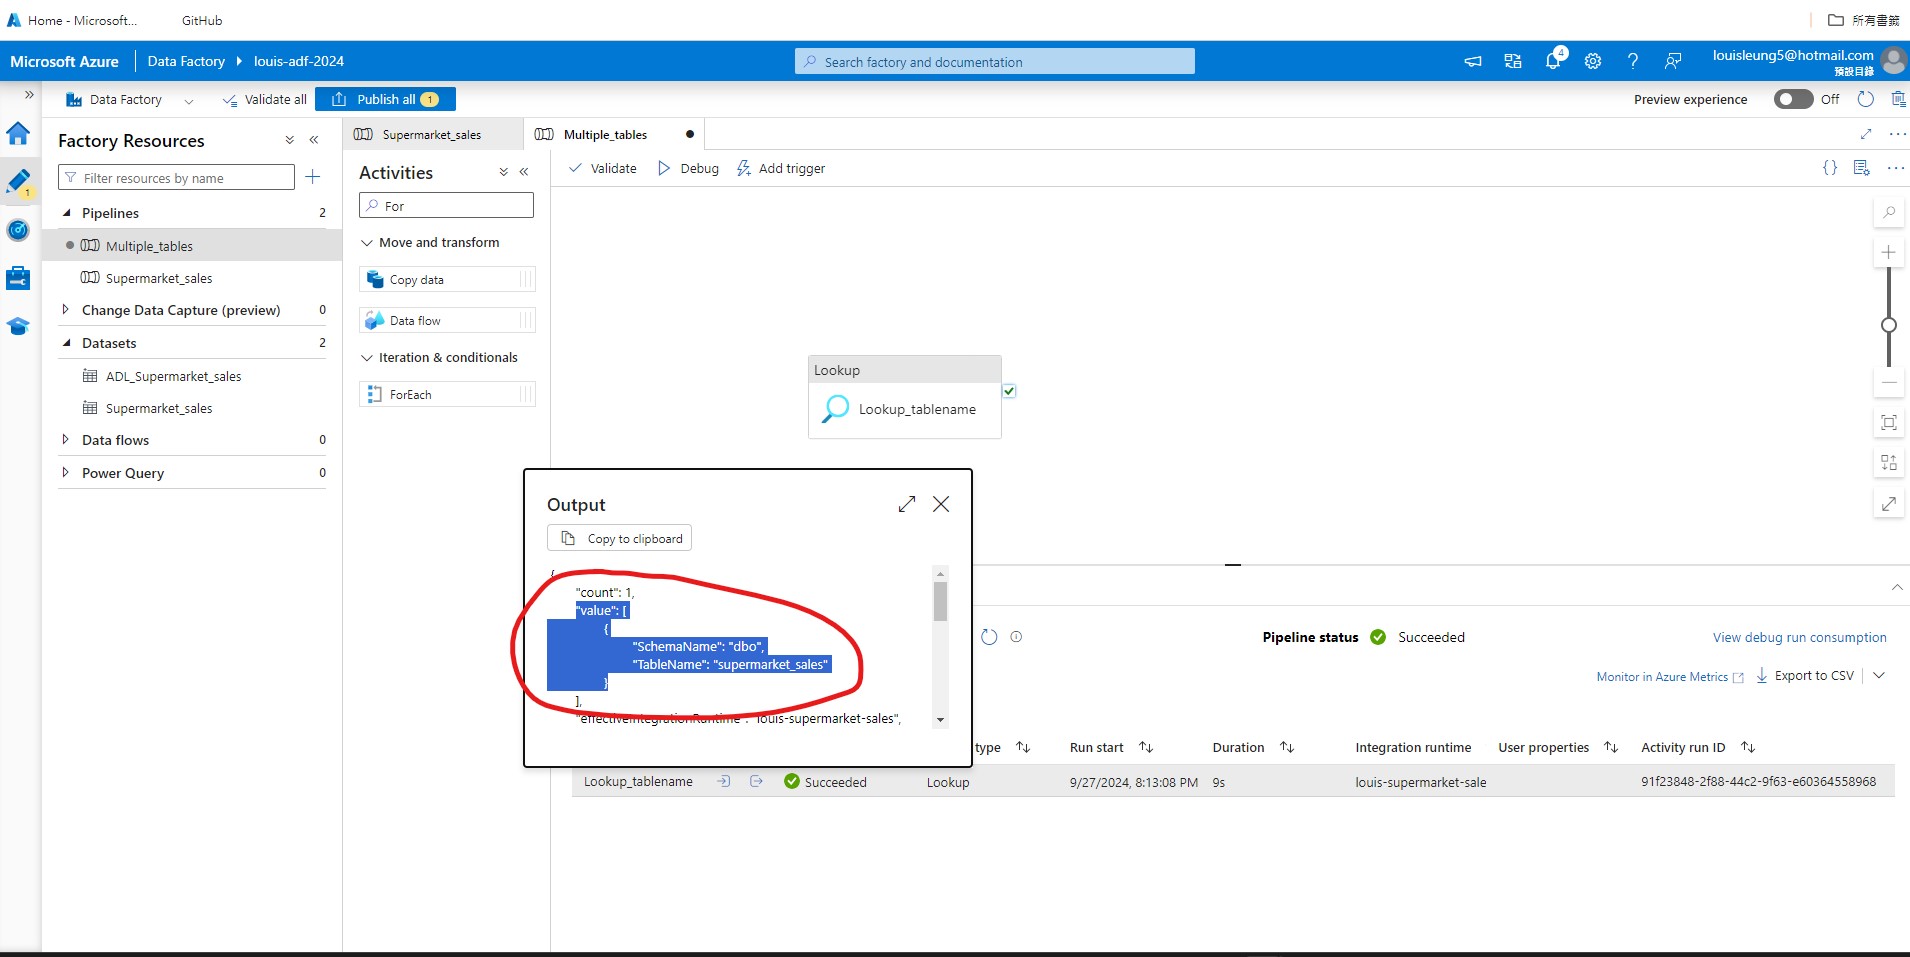 Home - Microsoft...
GitHub
所有書籤
Microsoft Azure
Data Factory
louis-adf-2024
Search factory and documentation
4
louisleung5@hotmail.com
預設目錄
Data Factory
Validate all
Publish all 1
Preview experience
Off
Factory Resources
Filter resources by name
1
Pipelines 2
Multiple_tables
Supermarket_sales
Change Data Capture (preview) 0
Datasets 2
ADL_Supermarket_sales
Supermarket_sales
Data flows 0
Power Query 0
Supermarket_sales
Multiple_tables
Activities
For
Move and transform
Copy data
Data flow
Iteration & conditionals
ForEach
Validate
Debug
Add trigger
{}
Lookup
Lookup_tablename
Output
Copy to clipboard
{
"count": 1,
"value": [
{
"SchemaName": "dbo",
"TableName": "supermarket_sales"
}
],
"effectiveIntegrationRuntime": "louis-supermarket-sales",
Pipeline status Succeeded
View debug run consumption
Monitor in Azure Metrics
Export to CSV
type Run start Duration Integration runtime User properties Activity run ID
Lookup_tablename Succeeded Lookup 9/27/2024, 8:13:08 PM 9s louis-supermarket-sale 91f23848-2f88-44c2-9f63-e60364558968